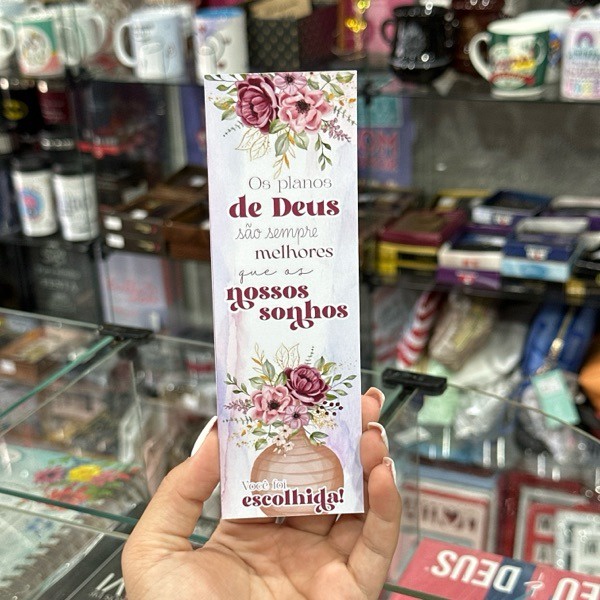 Os planos
de Deus
são sempre
melhores
que os
nossos
sonhos
Você foi
escolhida!
DEUS